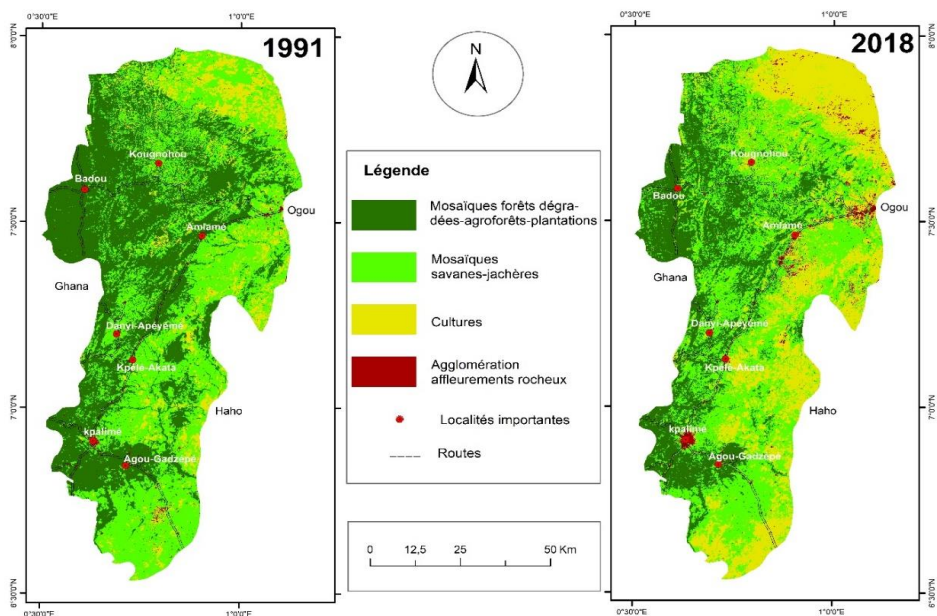 0°30'0"E
1°0'0"E
8°0'0"N
7°30'0"N
7°0'0"N
6°30'0"N
1991
Kougnohou
Badou
Ogou
Amlamé
Ghana
Danyi-Apéyémé
Kpélé-Akata
Haho
kpalimé
Agou-Gadzépé
0°30'0"E
1°0'0"E
N
Légende
Mosaïques forêts dégra-
dées-agroforêts-plantations
Mosaïques
savanes-jachères
Cultures
Agglomération
affleurements rocheux
Localités importantes
Routes
0 12,5 25 50 Km
0°30'0"E
1°0'0"E
2018
Kougnohou
Badou
Ogou
Amlamé
Ghana
Danyi-Apéyémé
Kpélé-Akata
Haho
kpalimé
Agou-Gadzépé
8°0'0"N
7°30'0"N
7°0'0"N
6°30'0"N
0°30'0"E
1°0'0"E